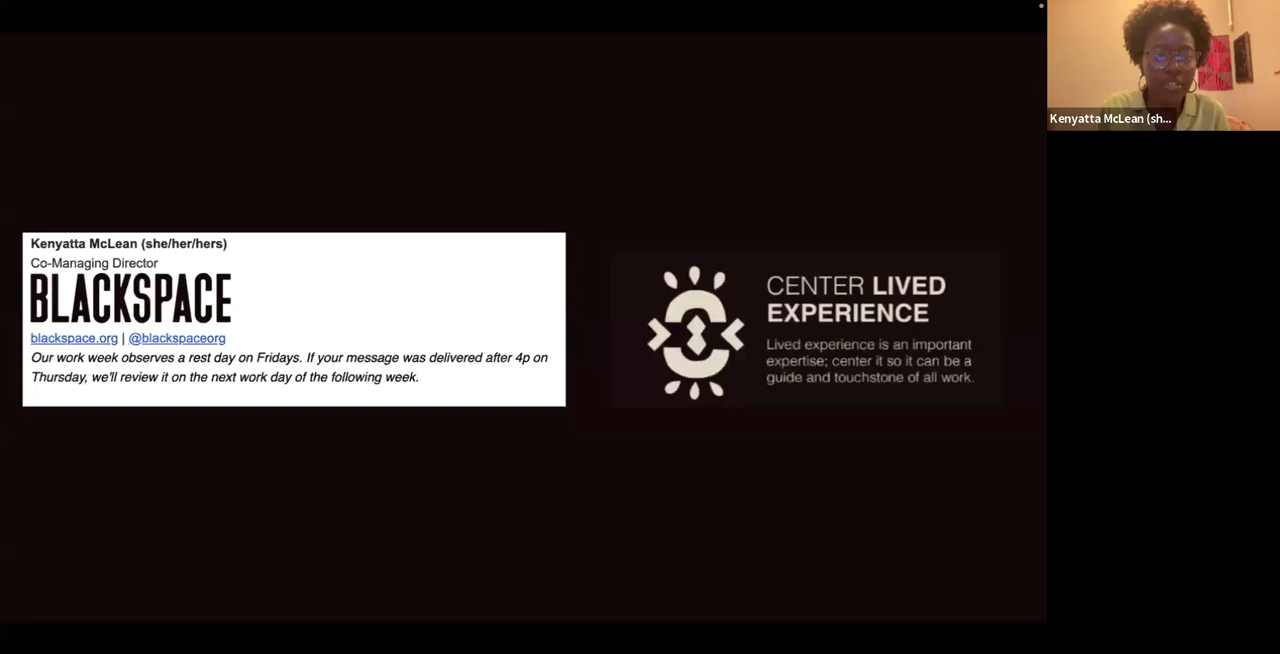 Kenyatta McLean (she/her/hers)
Co-Managing Director
BLACKSPACE
blackspace.org | @blackspaceorg
Our work week observes a rest day on Fridays. If your message was delivered after 4p on
Thursday, we'll review it on the next work day of the following week.
CENTER LIVED
EXPERIENCE
Lived experience is an important
expertise; center it so it can be a
guide and touchstone of all work.
Kenyatta McLean (sh...